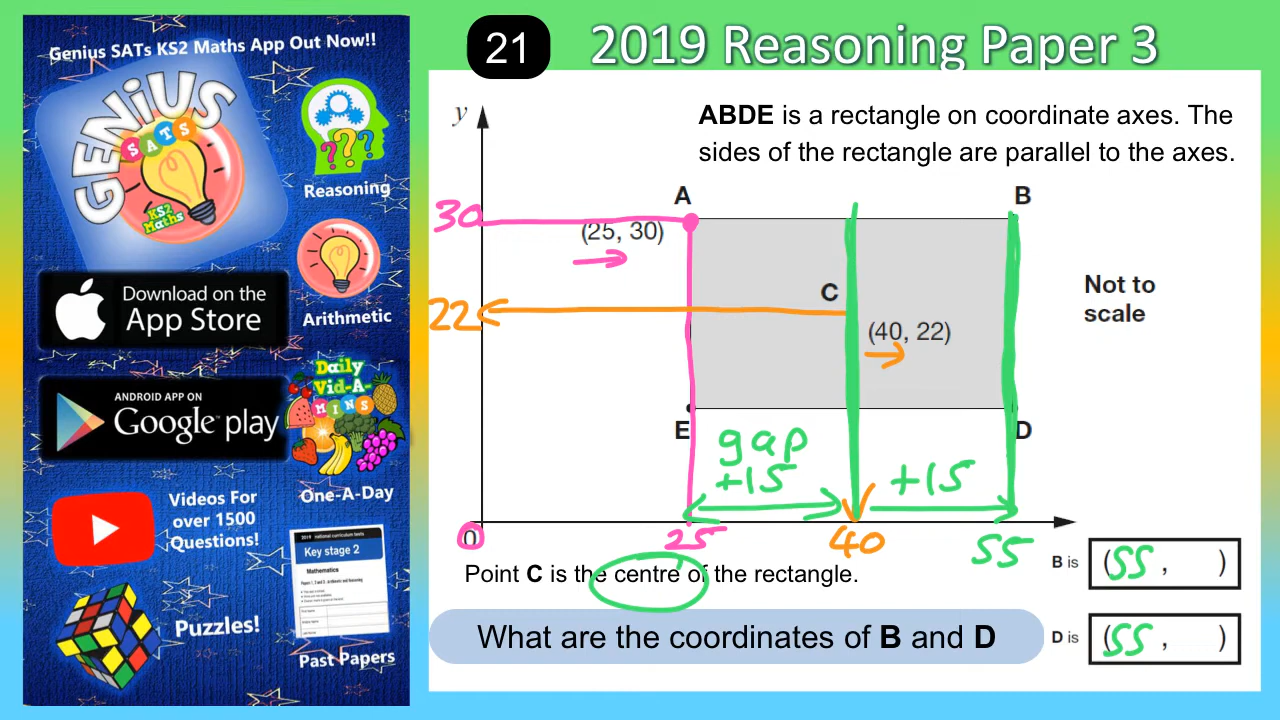 Genius SATs KS2 Maths App Out Now!!
GENiUS
SATS
KS2
Maths
Reasoning
Download on the
App Store
Arithmetic
ANDROID APP ON
Google play
Daily
Vid-A-
MINS
One-A-Day
Videos For
over 1500
Questions!
Key stage 2
Mathematics
Puzzles!
Past Papers
21
2019 Reasoning Paper 3
ABDE is a rectangle on coordinate axes. The
sides of the rectangle are parallel to the axes.
y
A
B
30
(25, 30)
C
22
(40, 22)
Not to
scale
E
D
gap
+15
+15
0
25
40
55
Point C is the centre of the rectangle.
B is (55 , )
What are the coordinates of B and D
D is (55 , )